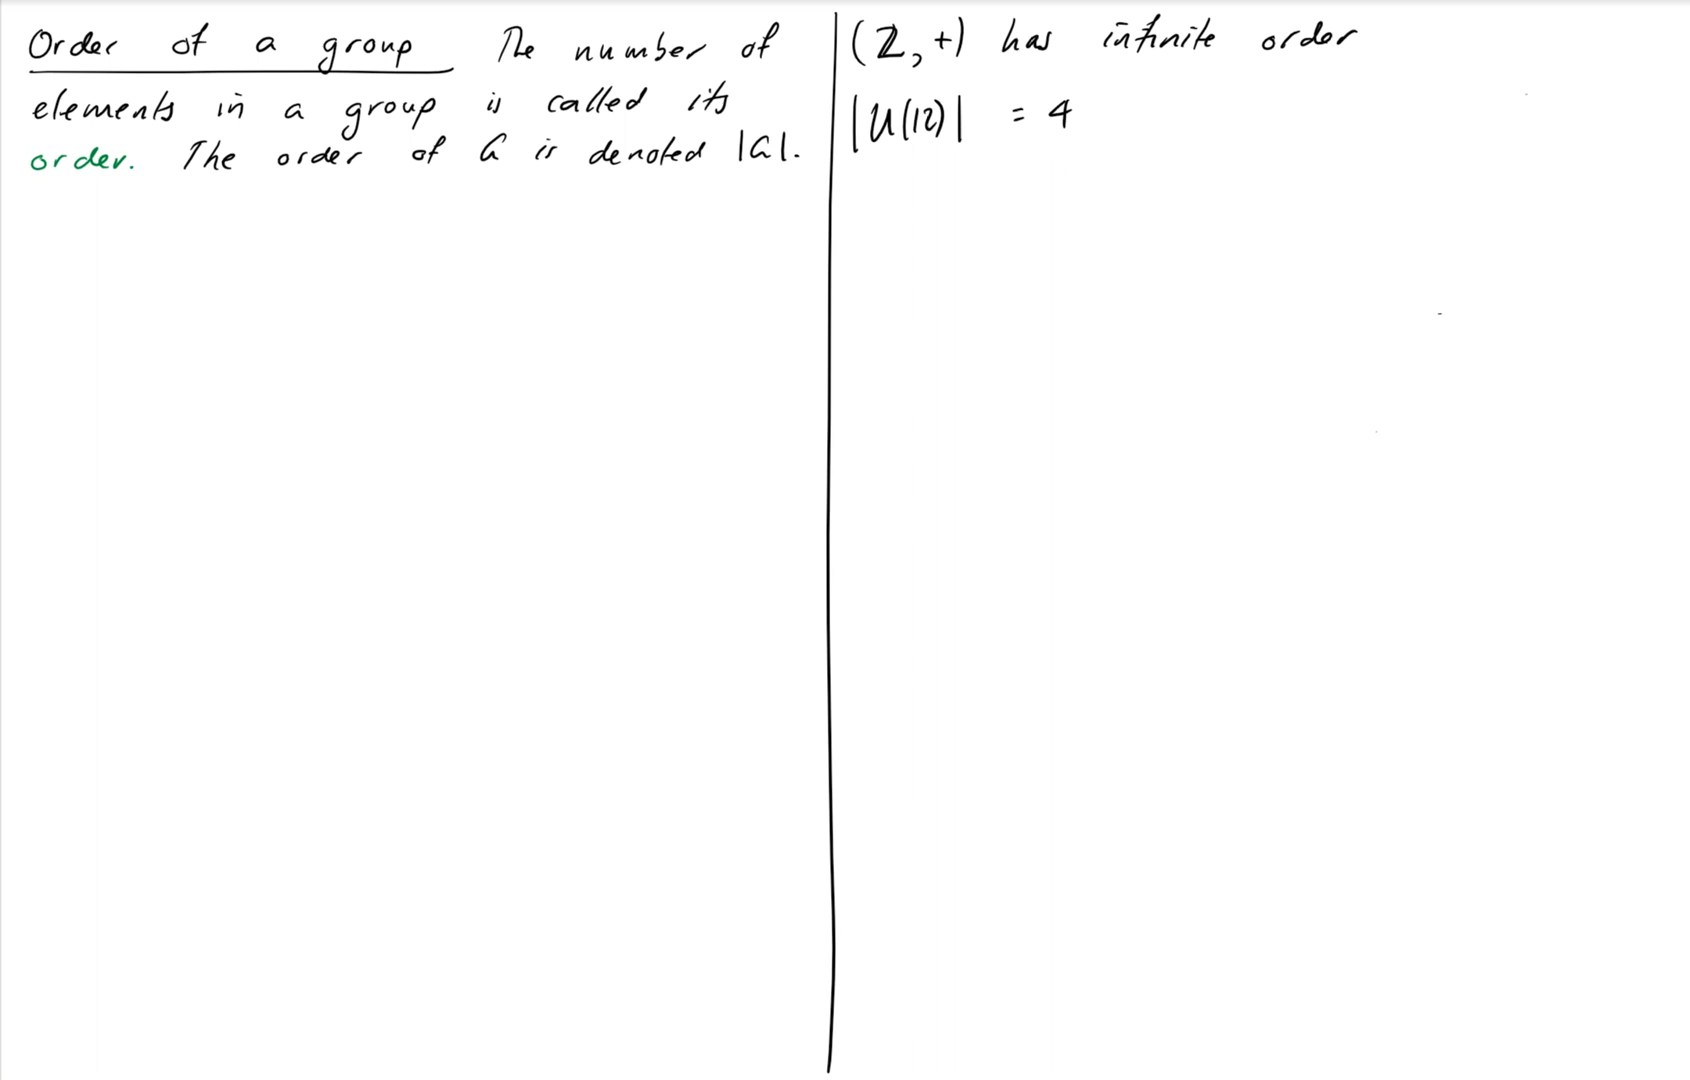 Order of a group The number of
elements in a group is called its
order. The order of G is denoted |G|.
(ℤ, +) has infinite order
|U(12)| = 4